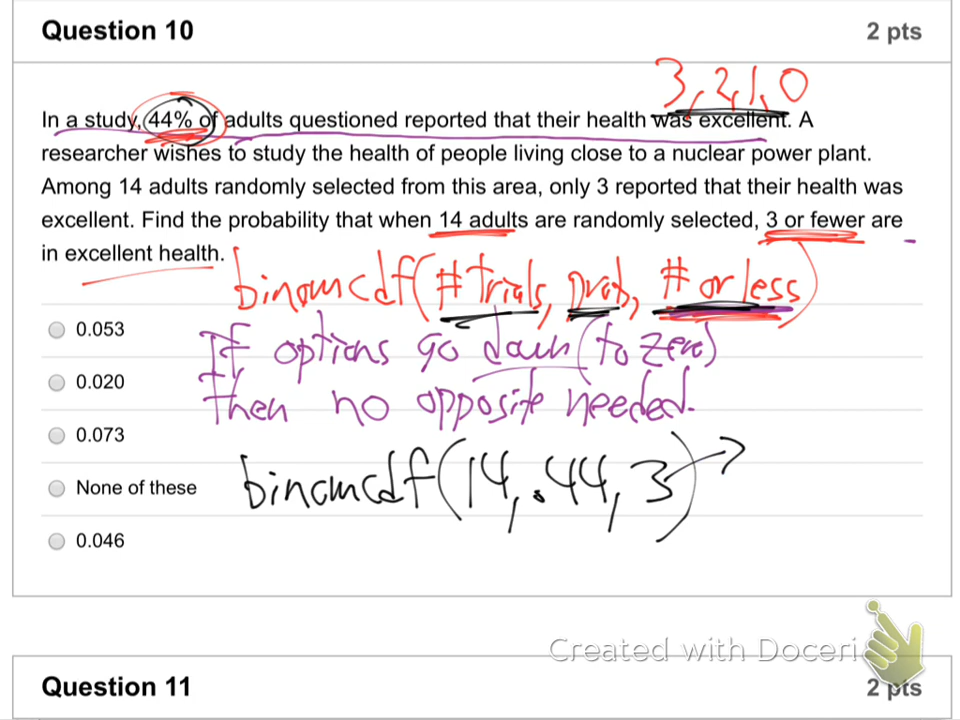 Question 10 2 pts
3, 2, 1, 0
In a study, 44% of adults questioned reported that their health was excellent. A
researcher wishes to study the health of people living close to a nuclear power plant.
Among 14 adults randomly selected from this area, only 3 reported that their health was
excellent. Find the probability that when 14 adults are randomly selected, 3 or fewer are
in excellent health.
binomcdf(# trials, prob, # or less)
0.053
If options go down (to zero)
0.020
then no opposite needed.
0.073
None of these
binomcdf(14, .44, 3) →
0.046
Created with Doceri
Question 11 2 pts